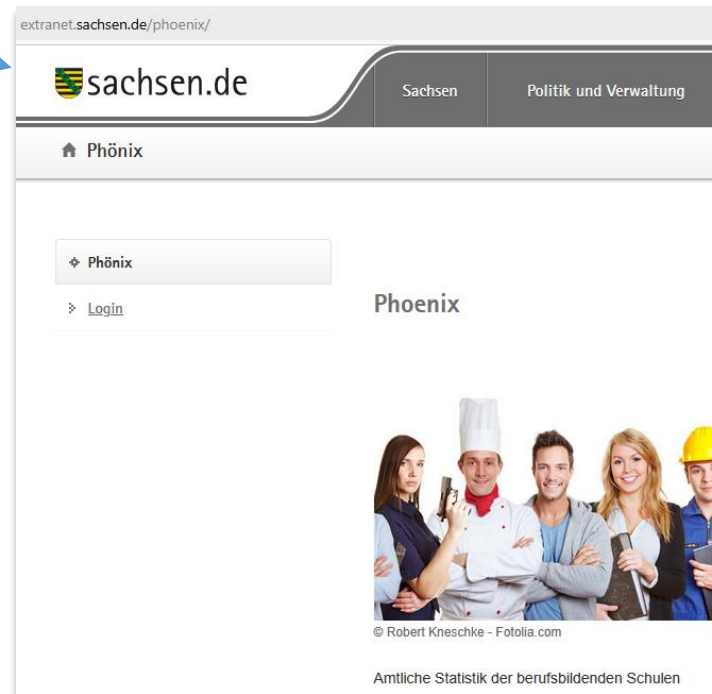 extranet.sachsen.de/phoenix/
sachsen.de
Sachsen
Politik und Verwaltung
Phönix
Phönix
Login
Phoenix
© Robert Kneschke - Fotolia.com
Amtliche Statistik der berufsbildenden Schulen